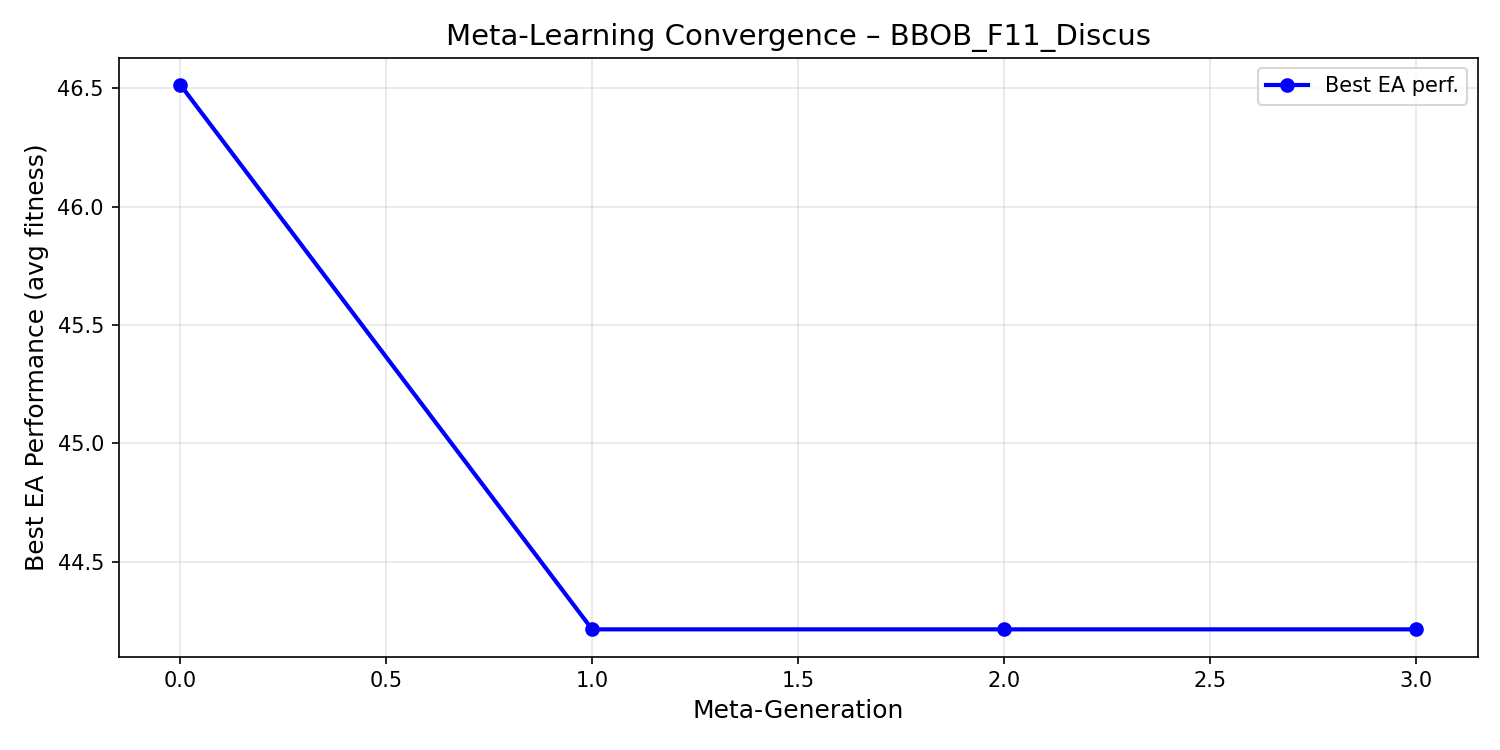 Meta-Learning Convergence – BBOB_F11_Discus
Best EA perf.
Best EA Performance (avg fitness)
46.5
46.0
45.5
45.0
44.5
0.0 0.5 1.0 1.5 2.0 2.5 3.0
Meta-Generation